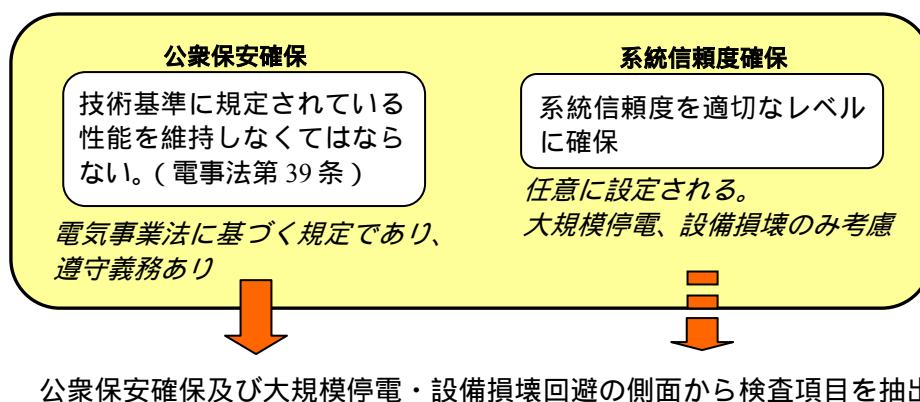 公衆保安確保
技術基準に規定されている
性能を維持しなくてはなら
ない。(電事法第 39 条)
電気事業法に基づく規定であり、
遵守義務あり
系統信頼度確保
系統信頼度を適切なレベル
に確保
任意に設定される。
大規模停電、設備損壊のみ考慮
公衆保安確保及び大規模停電・設備損壊回避の側面から検査項目を抽出